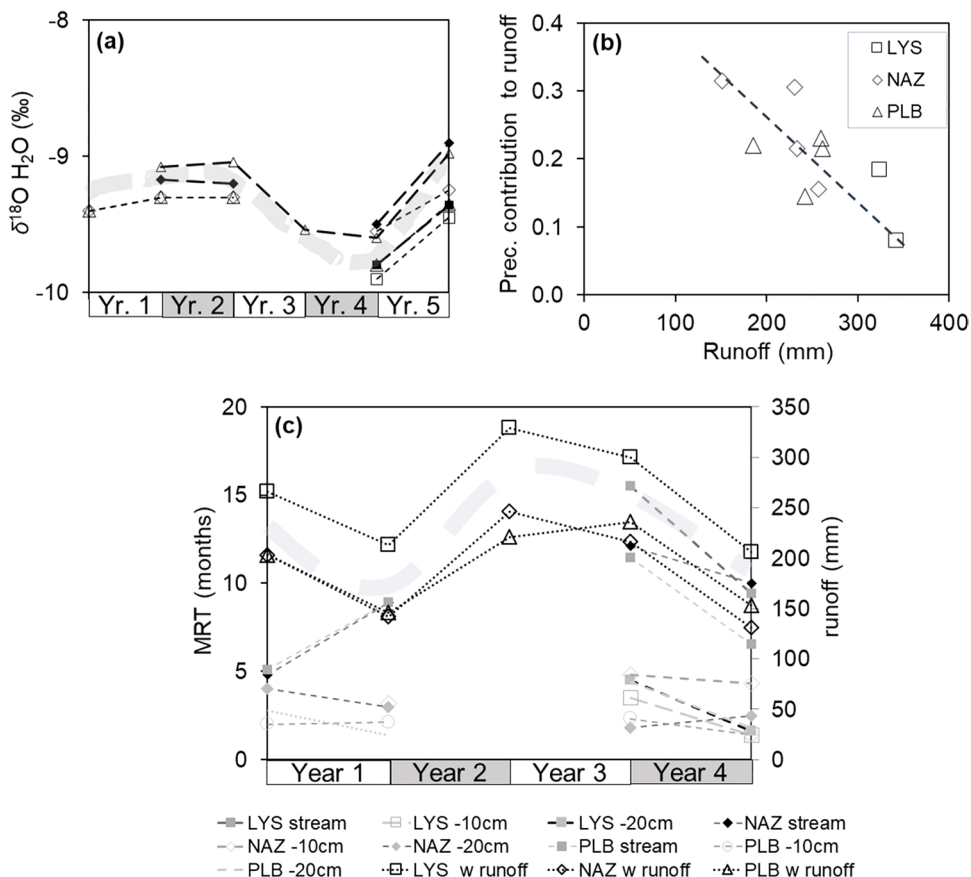 (a)
δ18O H2O (‰)
-8
-9
-10
Yr. 1 Yr. 2 Yr. 3 Yr. 4 Yr. 5
(b)
Prec. contribution to runoff
0.4
0.3
0.2
0.1
0.0
0 100 200 300 400
Runoff (mm)
LYS
NAZ
PLB
(c)
MRT (months)
20
15
10
5
0
350
300
250
200
150
100
50
0
runoff (mm)
Year 1 Year 2 Year 3 Year 4
LYS stream LYS -10cm LYS -20cm NAZ stream
NAZ -10cm NAZ -20cm PLB stream PLB -10cm
PLB -20cm LYS w runoff NAZ w runoff PLB w runoff